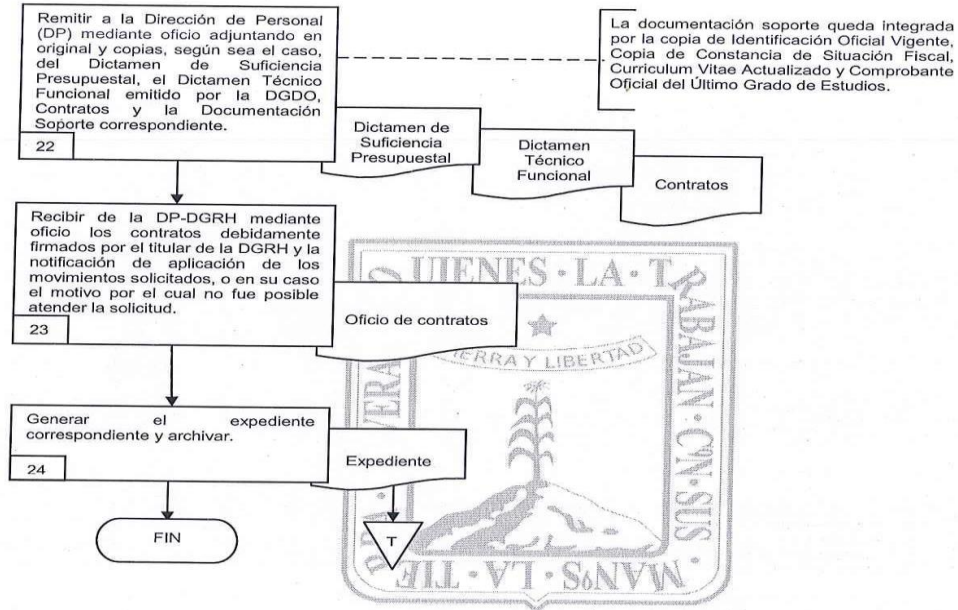 Remitir a la Dirección de Personal
(DP) mediante oficio adjuntando en
original y copias, según sea el caso,
del Dictamen de Suficiencia
Presupuestal, el Dictamen Técnico
Funcional emitido por la DGDO,
Contratos y la Documentación
Soporte correspondiente.
22
La documentación soporte queda integrada
por la copia de Identificación Oficial Vigente,
Copia de Constancia de Situación Fiscal,
Curriculum Vitae Actualizado y Comprobante
Oficial del Último Grado de Estudios.
Dictamen de
Suficiencia
Presupuestal
Dictamen
Técnico
Funcional
Contratos
Recibir de la DP-DGRH mediante
oficio los contratos debidamente
firmados por el titular de la DGRH y la
notificación de aplicación de los
movimientos solicitados, o en su caso
el motivo por el cual no fue posible
atender la solicitud.
23
Oficio de contratos
Generar el expediente
correspondiente y archivar.
24
Expediente
FIN
T
UIENES · LA · T
RABAJAN · CN · SUS ·
MANS · LA · TIE
VERA
ERRA Y LIBERTAD